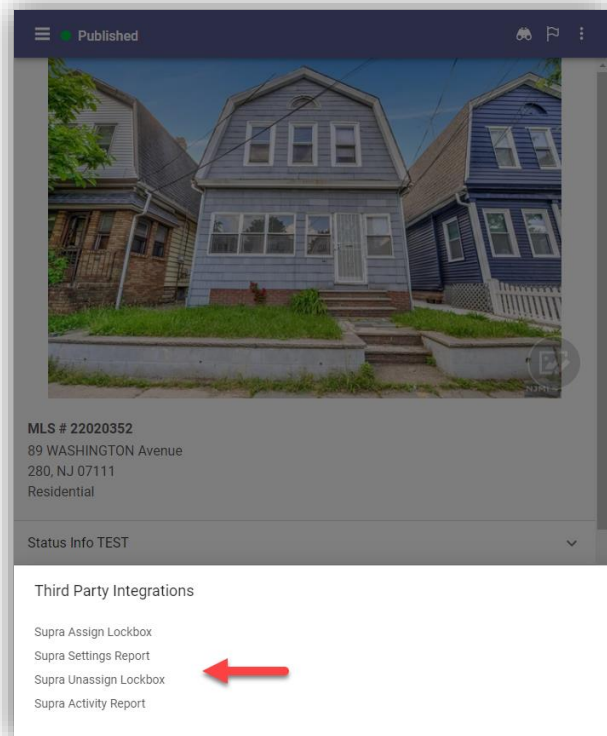 Published
MLS # 22020352
89 WASHINGTON Avenue
280, NJ 07111
Residential
Status Info TEST
Third Party Integrations
Supra Assign Lockbox
Supra Settings Report
Supra Unassign Lockbox
Supra Activity Report